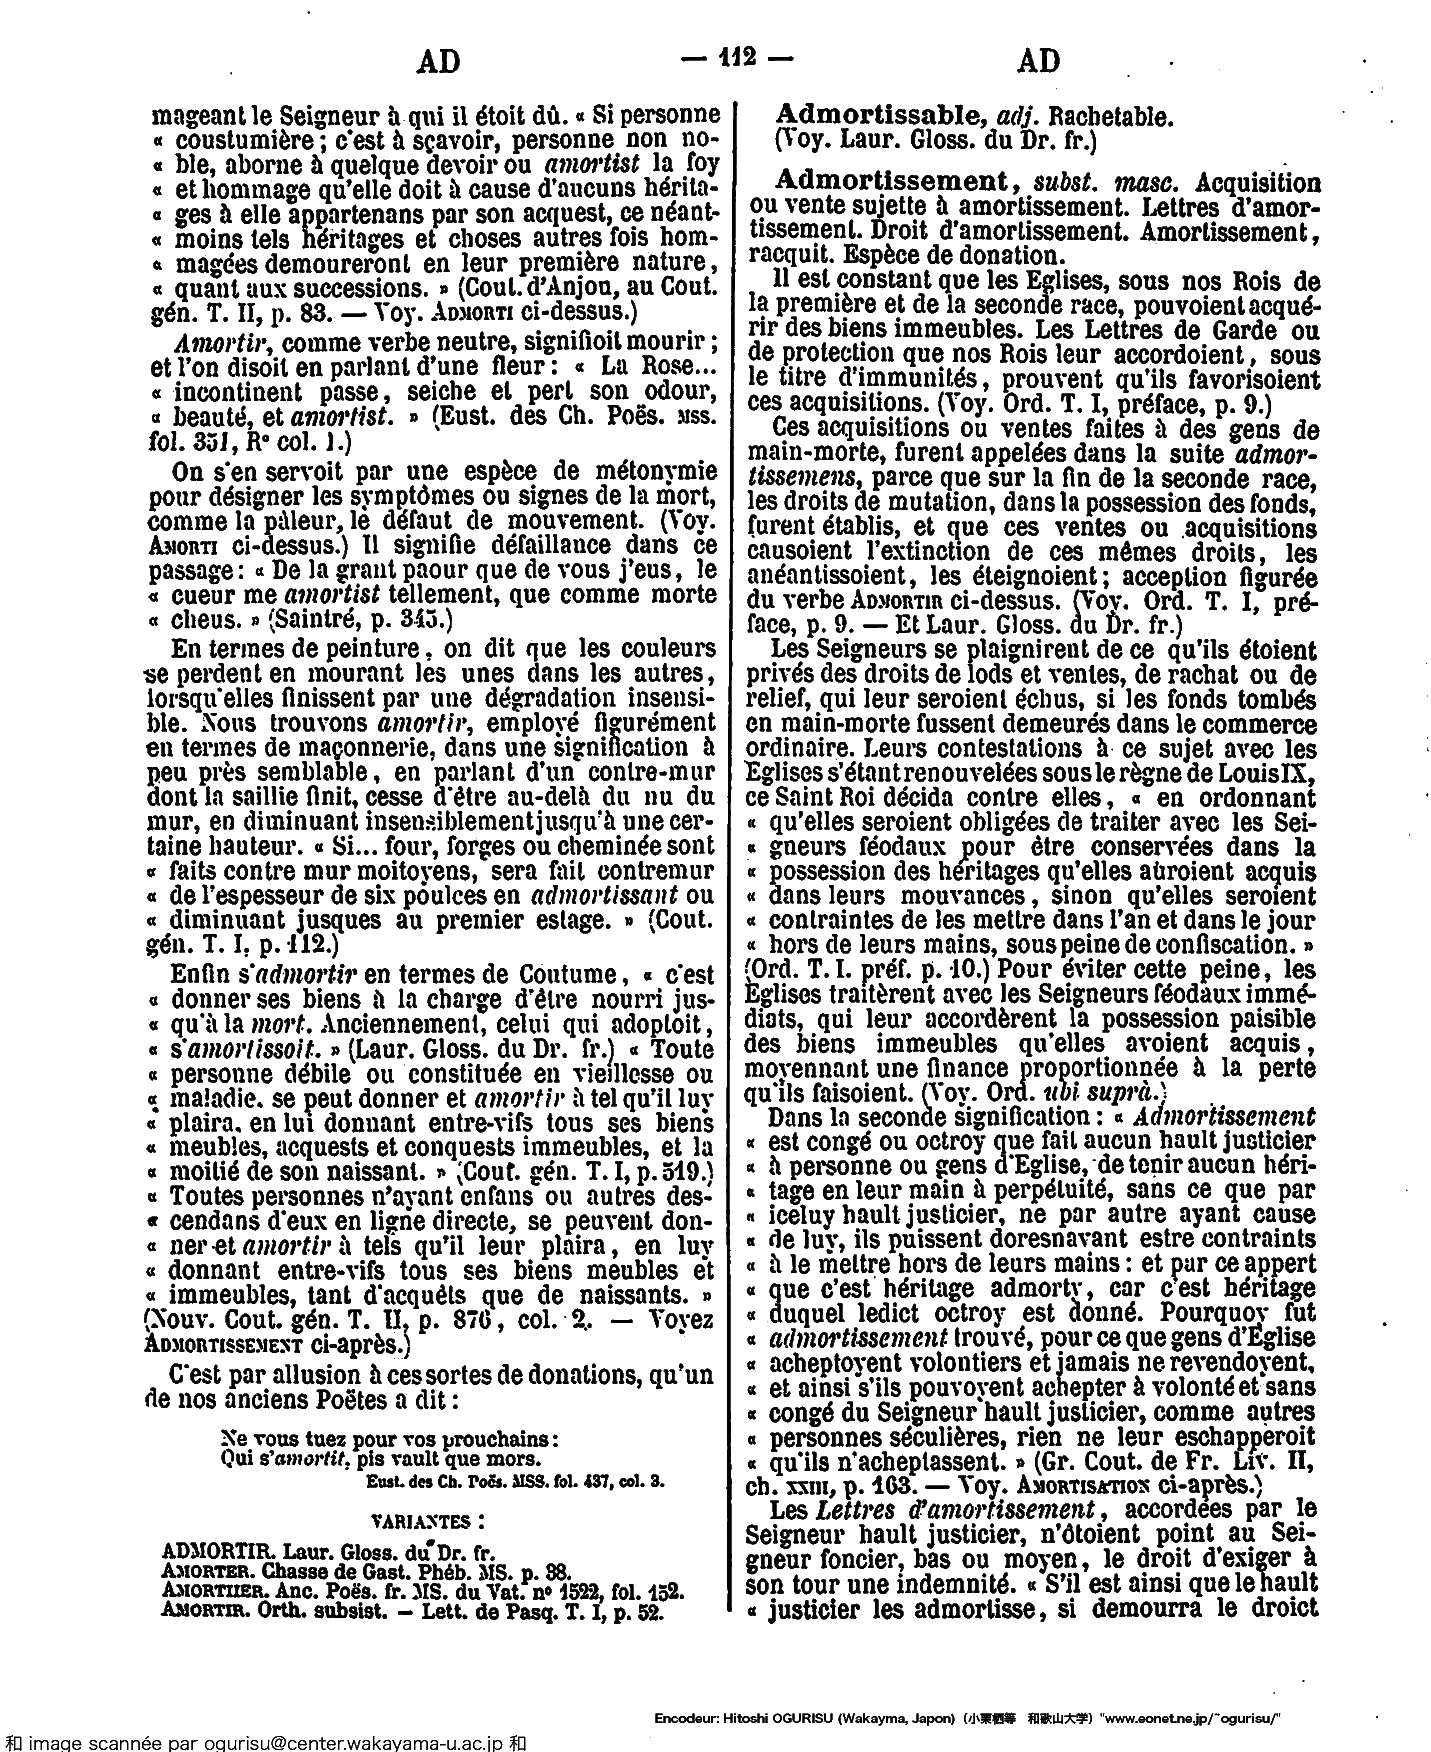 AD — 112 — AD
mageant le Seigneur à qui il étoit dû. « Si personne
« coustumière ; c'est à sçavoir, personne non no-
« ble, aborne à quelque devoir ou amortist la foy
« et hommage qu'elle doit à cause d'aucuns hérita-
« ges à elle appartenans par son acquest, ce néant-
« moins tels héritages et choses autres fois hom-
« magées demoureront en leur première nature,
« quant aux successions. » (Cout. d'Anjou, au Cout.
gén. T. II, p. 83. — Voy. ADMORTI ci-dessus.)
Amortir, comme verbe neutre, signifioit mourir ;
et l'on disoit en parlant d'une fleur : « La Rose...
« incontinent passe, seiche et pert son odour,
« beauté, et amortist. » (Eust. des Ch. Poës. MSS.
fol. 351, R° col. 1.)
On s'en servoit par une espèce de métonymie
pour désigner les symptômes ou signes de la mort,
comme la pâleur, le défaut de mouvement. (Voy.
AMORTI ci-dessus.) Il signifie défaillance dans ce
passage : « De la grant paour que de vous j'eus, le
« cueur me amortist tellement, que comme morte
« cheus. » (Saintré, p. 345.)
En termes de peinture, on dit que les couleurs
se perdent en mourant les unes dans les autres,
lorsqu'elles finissent par une dégradation insensi-
ble. Nous trouvons amortir, employé figurément
en termes de maçonnerie, dans une signification à
peu près semblable, en parlant d'un contre-mur
dont la saillie finit, cesse d'être au-delà du nu du
mur, en diminuant insensiblement jusqu'à une cer-
taine hauteur. « Si... four, forges ou cheminée sont
« faits contre mur moitoyens, sera fait contremur
« de l'espesseur de six poulces en admortissant ou
« diminuant jusques au premier estage. » (Cout.
gén. T. I, p. 112.)
Enfin s'admortir en termes de Coutume, « c'est
« donner ses biens à la charge d'être nourri jus-
« qu'à la mort. Anciennement, celui qui adoptoit,
« s'amortissoit. » (Laur. Gloss. du Dr. fr.) « Toute
« personne débile ou constituée en vieillesse ou
« maladie, se peut donner et amortir à tel qu'il luy
« plaira, en lui donnant entre-vifs tous ses biens
« meubles, acquests et conquests immeubles, et la
« moitié de son naissant. » (Cout. gén. T. I, p. 519.)
« Toutes personnes n'ayant enfans ou autres des-
« cendans d'eux en ligne directe, se peuvent don-
« ner et amortir à tels qu'il leur plaira, en luy
« donnant entre-vifs tous ses biens meubles et
« immeubles, tant d'acquêts que de naissants. »
(Nouv. Cout. gén. T. II, p. 876, col. 2. — Voyez
ADMORTISSEMENT ci-après.)
C'est par allusion à ces sortes de donations, qu'un
de nos anciens Poëtes a dit :
Ne vous tuez pour vos prouchains :
Qui s'amortit, pis vault que mors.
Eust. des Ch. Poës. MSS. fol. 437, col. 3.
VARIANTES :
ADMORTIR. Laur. Gloss. du Dr. fr.
AMORTER. Chasse de Gast. Phéb. MS. p. 98.
AMORTIIER. Anc. Poës. fr. MS. du Vat. n° 1522, fol. 152.
AMORTIR. Orth. subsist. — Lett. de Pasq. T. I, p. 52.
Admortissable, adj. Rachetable.
(Voy. Laur. Gloss. du Dr. fr.)
Admortissement, subst. masc. Acquisition
ou vente sujette à amortissement. Lettres d'amor-
tissement. Droit d'amortissement. Amortissement,
racquit. Espèce de donation.
Il est constant que les Eglises, sous nos Rois de
la première et de la seconde race, pouvoient acqué-
rir des biens immeubles. Les Lettres de Garde ou
de protection que nos Rois leur accordoient, sous
le titre d'immunités, prouvent qu'ils favorisoient
ces acquisitions. (Voy. Ord. T. I, préface, p. 9.)
Ces acquisitions ou ventes faites à des gens de
main-morte, furent appelées dans la suite admor-
tissemens, parce que sur la fin de la seconde race,
les droits de mutation, dans la possession des fonds,
furent établis, et que ces ventes ou acquisitions
causoient l'extinction de ces mêmes droits, les
anéantissoient, les éteignoient ; acception figurée
du verbe ADMORTIR ci-dessus. (Voy. Ord. T. I, pré-
face, p. 9. — Et Laur. Gloss. du Dr. fr.)
Les Seigneurs se plaignirent de ce qu'ils étoient
privés des droits de lods et ventes, de rachat ou de
relief, qui leur seroient échus, si les fonds tombés
en main-morte fussent demeurés dans le commerce
ordinaire. Leurs contestations à ce sujet avec les
Eglises s'étant renouvelées sous le règne de Louis IX,
ce Saint Roi décida contre elles, « en ordonnant
« qu'elles seroient obligées de traiter avec les Sei-
« gneurs féodaux pour être conservées dans la
« possession des héritages qu'elles auroient acquis
« dans leurs mouvances, sinon qu'elles seroient
« contraintes de les mettre dans l'an et dans le jour
« hors de leurs mains, sous peine de confiscation. »
(Ord. T. I. préf. p. 10.) Pour éviter cette peine, les
Eglises traitèrent avec les Seigneurs féodaux immé-
diats, qui leur accordèrent la possession paisible
des biens immeubles qu'elles avoient acquis,
moyennant une finance proportionnée à la perte
qu'ils faisoient. (Voy. Ord. ubi suprà.)
Dans la seconde signification : « Admortissement
« est congé ou octroy que fait aucun hault justicier
« à personne ou gens d'Eglise, de tenir aucun héri-
« tage en leur main à perpétuité, sans ce que par
« iceluy hault justicier, ne par autre ayant cause
« de luy, ils puissent doresnavant estre contraints
« à le mettre hors de leurs mains : et par ce appert
« que c'est héritage admorty, car c'est héritage
« duquel ledict octroy est donné. Pourquoy fut
« admortissement trouvé, pour ce que gens d'Eglise
« acheptoyent volontiers et jamais ne revendoyent,
« et ainsi s'ils pouvoyent achepter à volonté et sans
« congé du Seigneur hault justicier, comme autres
« personnes séculières, rien ne leur eschapperoit
« qu'ils n'acheptassent. » (Gr. Cout. de Fr. Liv. II,
ch. XXIII, p. 163. — Voy. AMORTISATION ci-après.)
Les Lettres d'amortissement, accordées par le
Seigneur hault justicier, n'ôtoient point au Sei-
gneur foncier, bas ou moyen, le droit d'exiger à
son tour une indemnité. « S'il est ainsi que le hault
« justicier les admortisse, si demourra le droict
Encodeur: Hitoshi OGURISU (Wakayma, Japon) (小栗栖等 和歌山大学) "www.eonet.ne.jp/~ogurisu/"
和 image scannée par ogurisu@center.wakayama-u.ac.jp 和